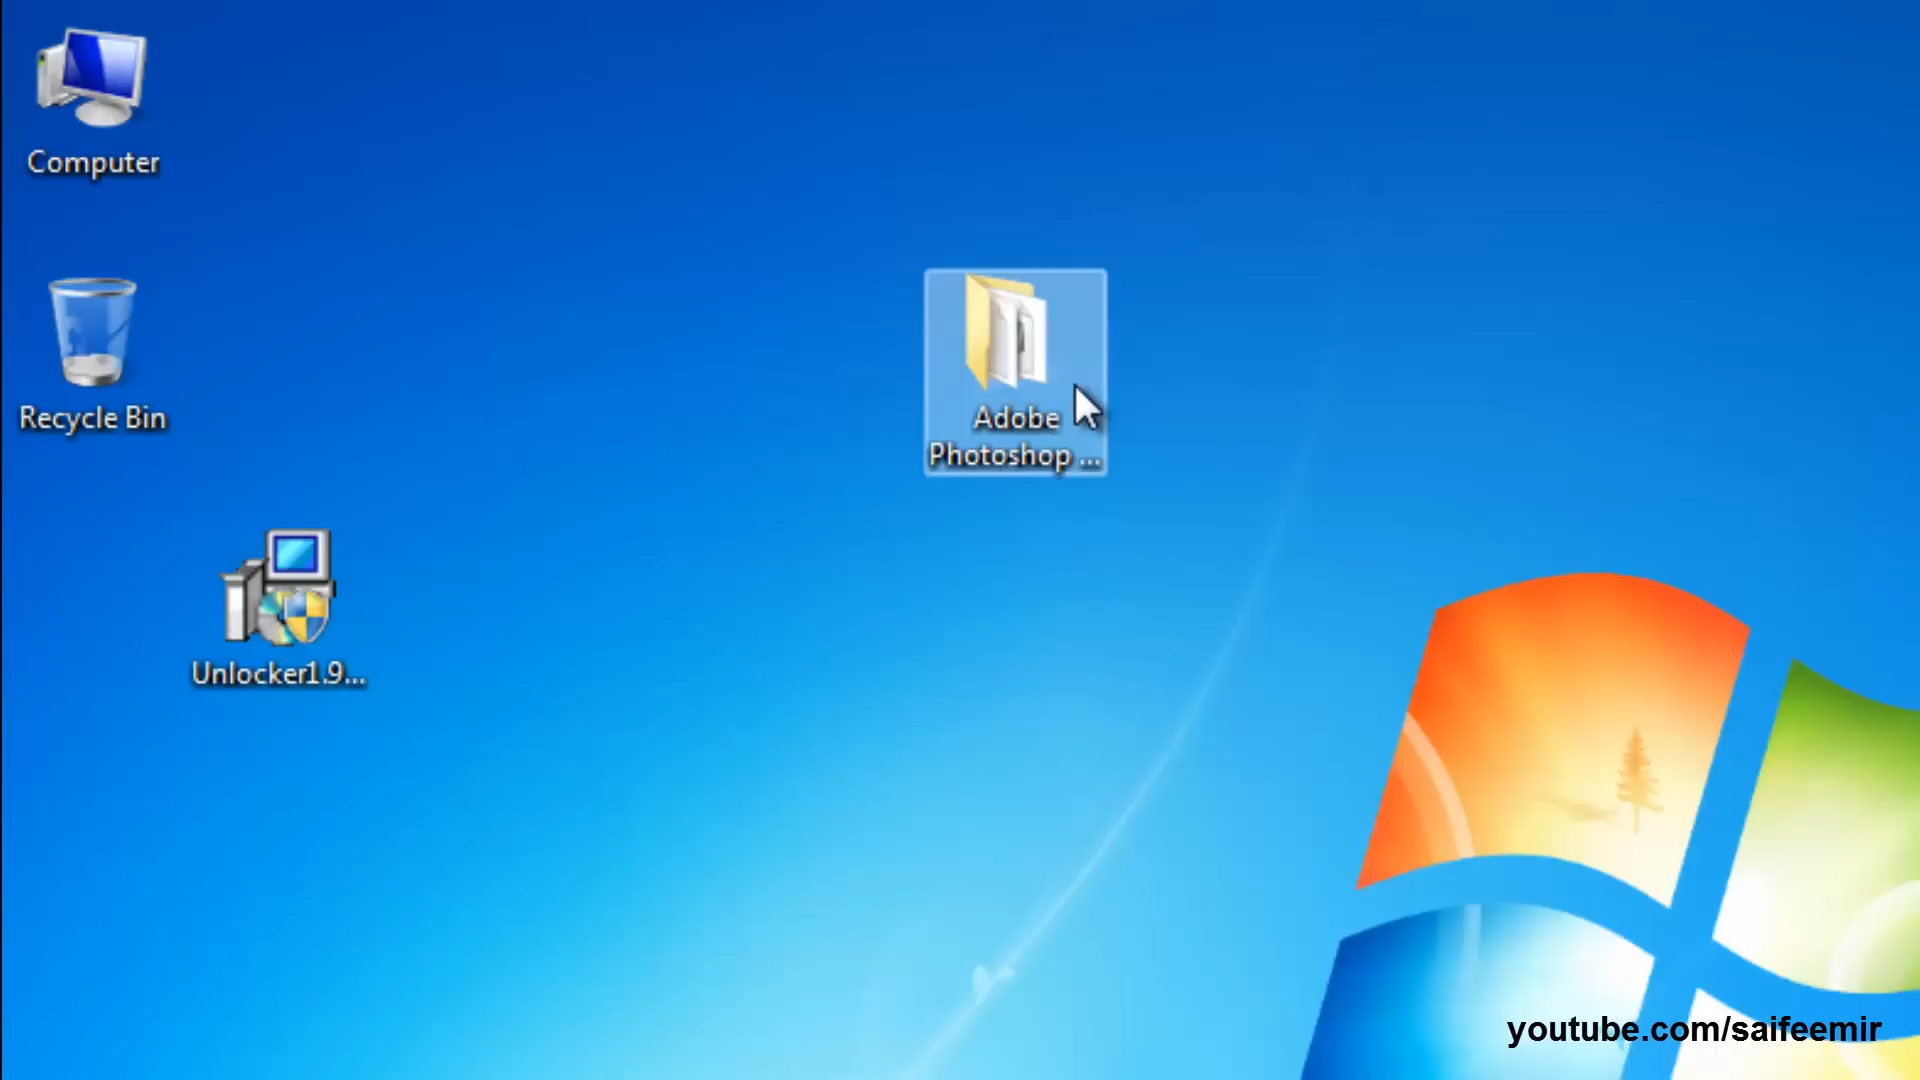 Computer
Recycle Bin
Adobe
Photoshop ...
Unlocker1.9...
youtube.com/saifeemir